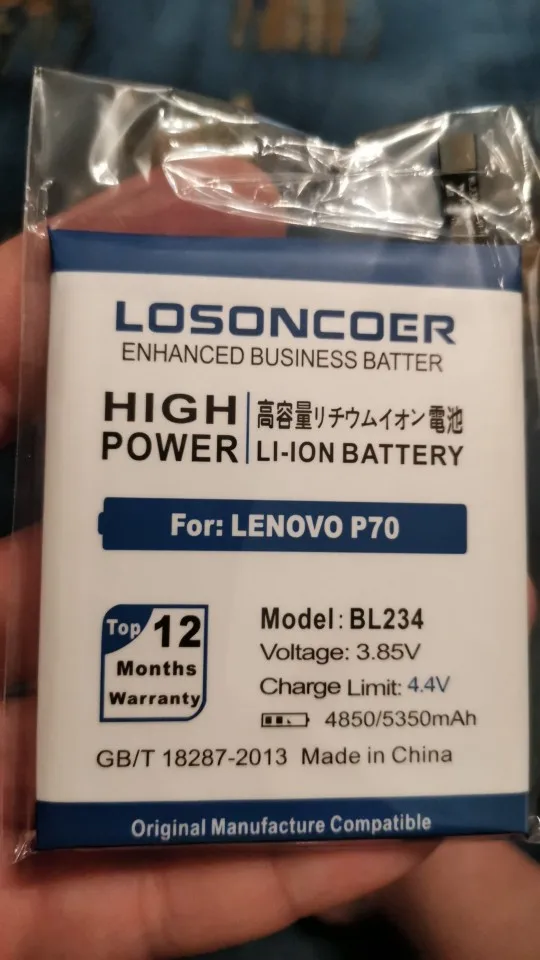 LOSONCOER
ENHANCED BUSINESS BATTER
HIGH
POWER
高容量リチウムイオン電池
LI-ION BATTERY
For: LENOVO P70
Top 12
Months
Warranty
Model: BL234
Voltage: 3.85V
Charge Limit: 4.4V
4850/5350mAh
GB/T 18287-2013 Made in China
Original Manufacture Compatible